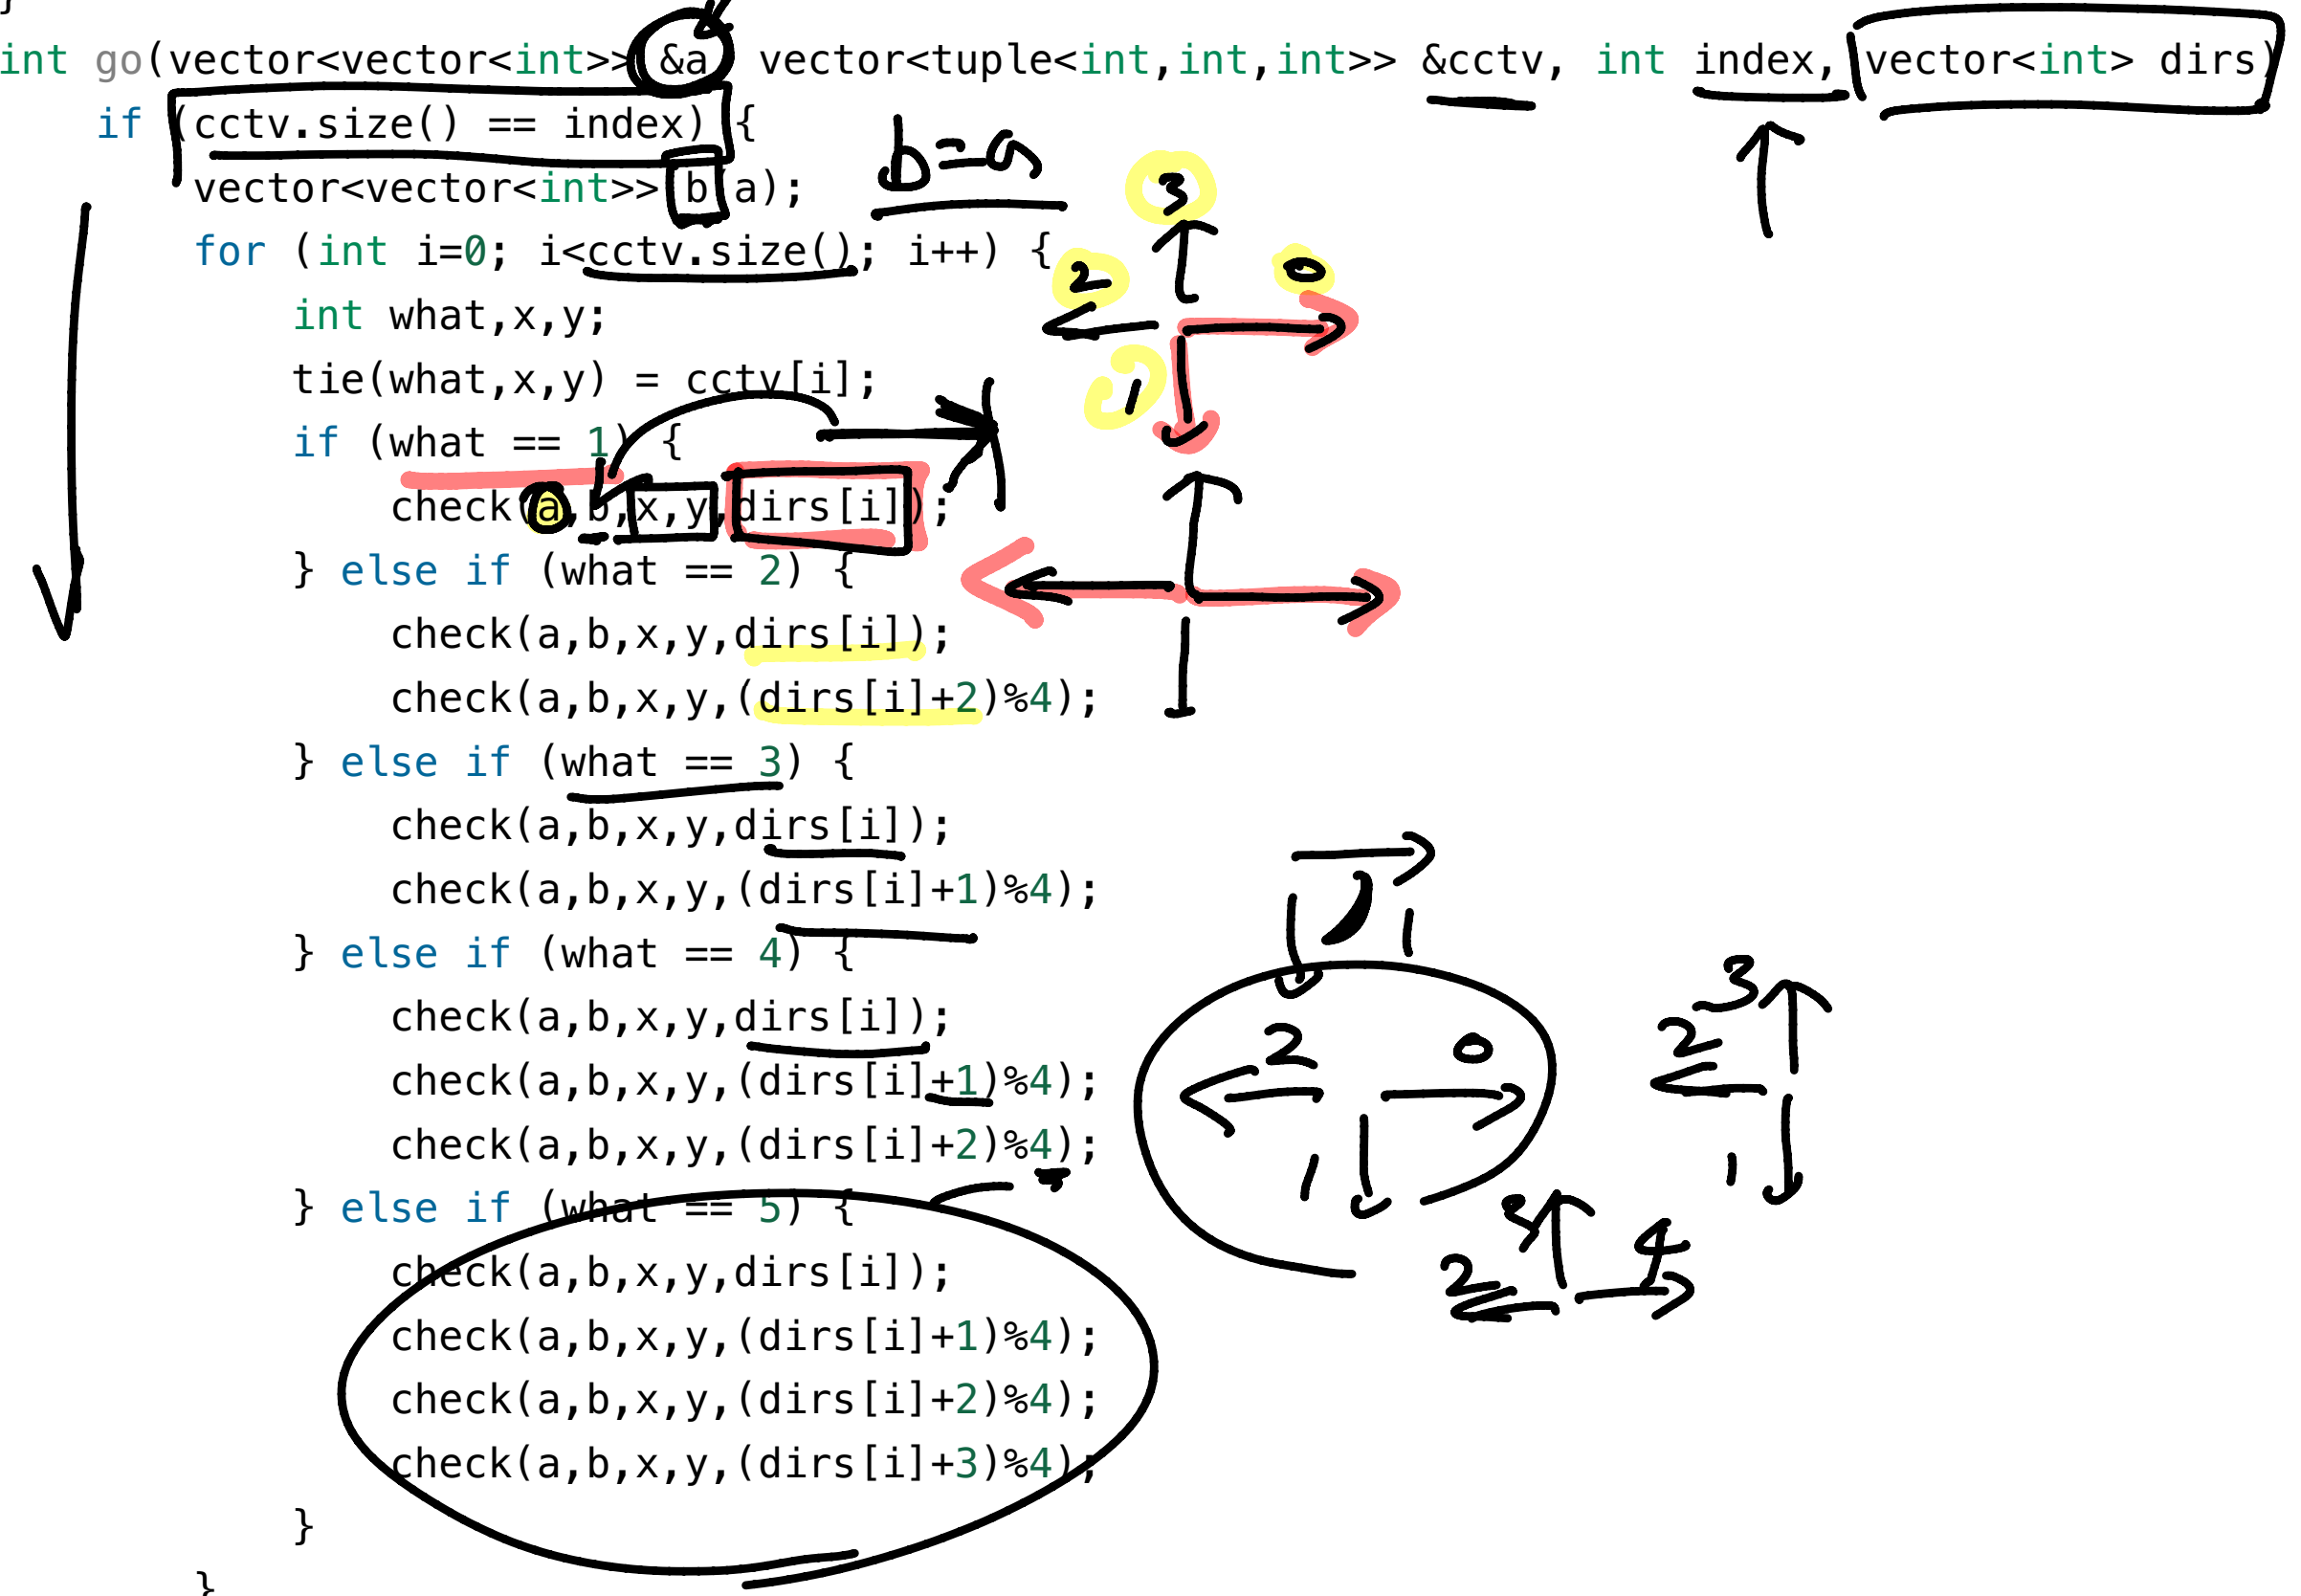 }
int go(vector<vector<int>> &a, vector<tuple<int,int,int>> &cctv, int index, vector<int> dirs)
if (cctv.size() == index) {
vector<vector<int>> b(a);
b=a
3
for (int i=0; i<cctv.size(); i++) {
2
0
int what,x,y;
tie(what,x,y) = cctv[i];
1
if (what == 1) {
check(a,b,x,y,dirs[i]);
} else if (what == 2) {
check(a,b,x,y,dirs[i]);
check(a,b,x,y,(dirs[i]+2)%4);
} else if (what == 3) {
check(a,b,x,y,dirs[i]);
check(a,b,x,y,(dirs[i]+1)%4);
} else if (what == 4) {
check(a,b,x,y,dirs[i]);
check(a,b,x,y,(dirs[i]+1)%4);
check(a,b,x,y,(dirs[i]+2)%4);
1
2 0
1
3
2
1
} else if (what == 5) {
check(a,b,x,y,dirs[i]);
3
2 4
check(a,b,x,y,(dirs[i]+1)%4);
check(a,b,x,y,(dirs[i]+2)%4);
check(a,b,x,y,(dirs[i]+3)%4);
}
}